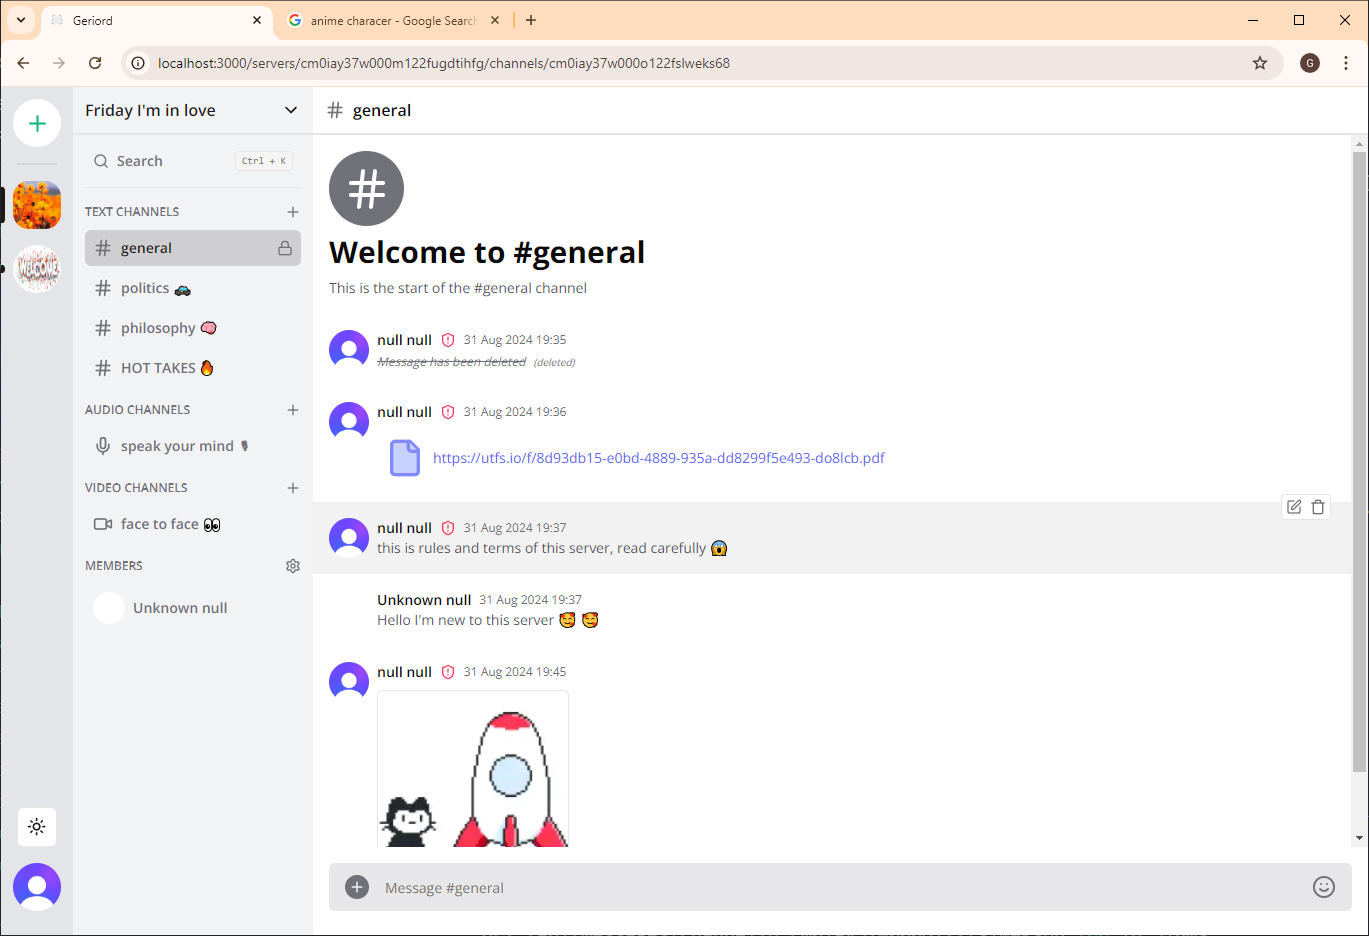 Geriord
anime characer - Google Search
localhost:3000/servers/cm0iay37w000m122fugdtihfg/channels/cm0iay37w000o122fslweks68
G
Friday I'm in love
# general
Search
Ctrl + K
WELCOME
TEXT CHANNELS
# general
# politics 🚗
# philosophy 🧠
# HOT TAKES 🔥
AUDIO CHANNELS
speak your mind 🎙
VIDEO CHANNELS
face to face 👀
MEMBERS
Unknown null
#
Welcome to #general
This is the start of the #general channel
null null 31 Aug 2024 19:35
Message has been deleted (deleted)
null null 31 Aug 2024 19:36
https://utfs.io/f/8d93db15-e0bd-4889-935a-dd8299f5e493-do8lcb.pdf
null null 31 Aug 2024 19:37
this is rules and terms of this server, read carefully 😱
Unknown null 31 Aug 2024 19:37
Hello I'm new to this server 🥰 🥰
null null 31 Aug 2024 19:45
Message #general